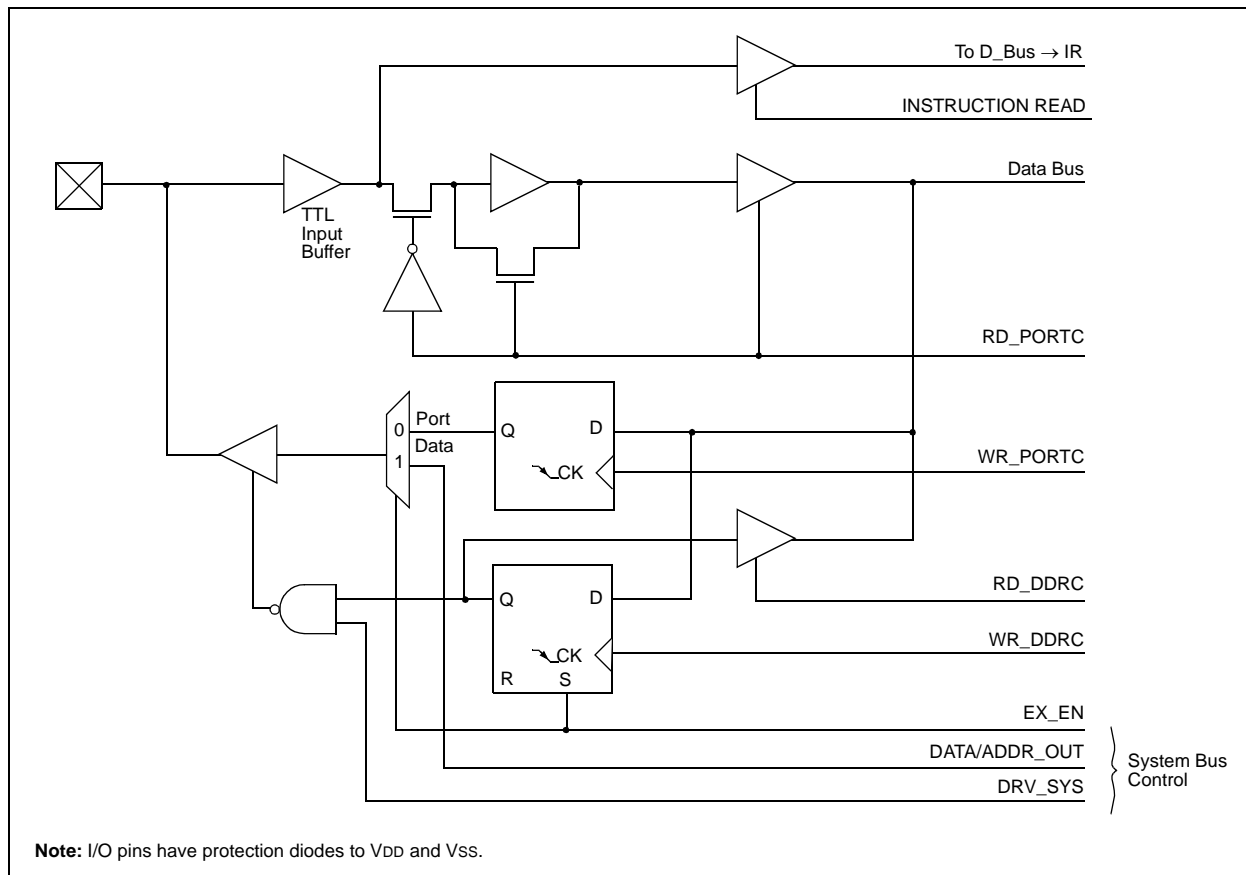 To D_Bus → IR
INSTRUCTION READ
Data Bus
TTL
Input
Buffer
RD_PORTC
Port
0
Q
D
Data
1
CK
WR_PORTC
Q
D
RD_DDRC
CK
WR_DDRC
R
S
EX_EN
DATA/ADDR_OUT
System Bus
Control
DRV_SYS
Note: I/O pins have protection diodes to VDD and VSS.